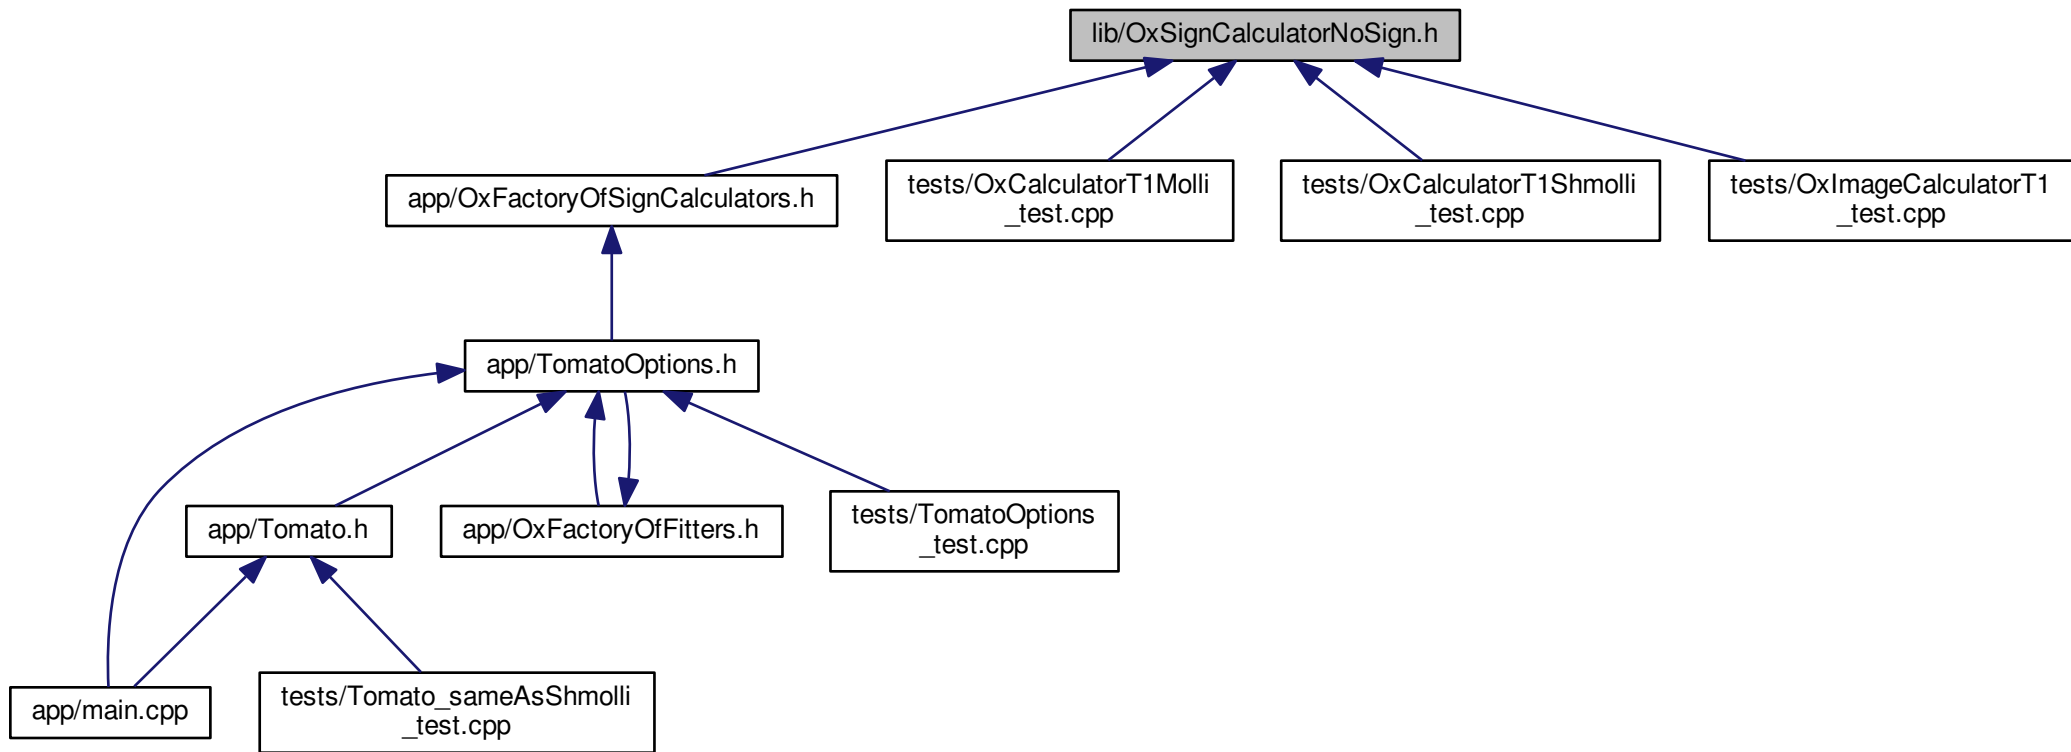 lib/OxSignCalculatorNoSign.h
app/OxFactoryOfSignCalculators.h
tests/OxCalculatorT1Molli
_test.cpp
tests/OxCalculatorT1Shmolli
_test.cpp
tests/OxImageCalculatorT1
_test.cpp
app/TomatoOptions.h
app/Tomato.h
app/OxFactoryOfFitters.h
tests/TomatoOptions
_test.cpp
app/main.cpp
tests/Tomato_sameAsShmolli
_test.cpp